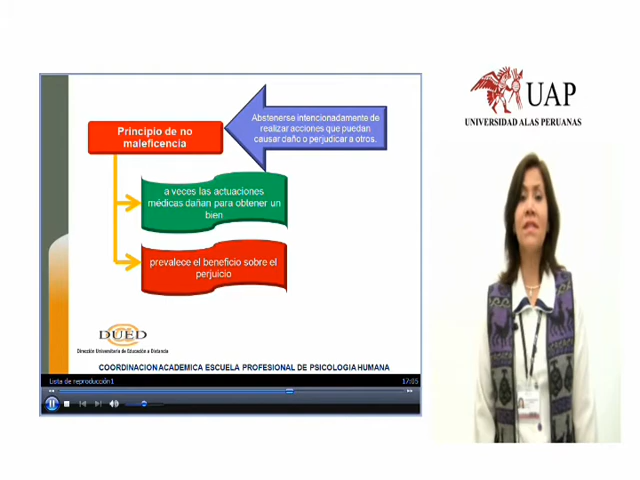 Principio de no
maleficencia
Abstenerse intencionadamente de
realizar acciones que puedan
causar daño o perjudicar a otros.
a veces las actuaciones
médicas dañan para obtener un
bien
prevalece el beneficio sobre el
perjuicio
DUED
Dirección Universitaria de Educación a Distancia
COORDINACION ACADEMICA ESCUELA PROFESIONAL DE PSICOLOGIA HUMANA
Lista de reproducción1
17:05
UAP
UNIVERSIDAD ALAS PERUANAS